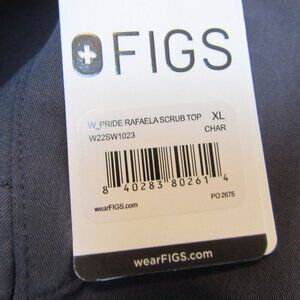 FIGS
W_PRIDE RAFAELA SCRUB TOP XL
W22SW1023 CHAR
8 40283 80261 4
wearFIGS.com PO 2675
wearFIGS.com